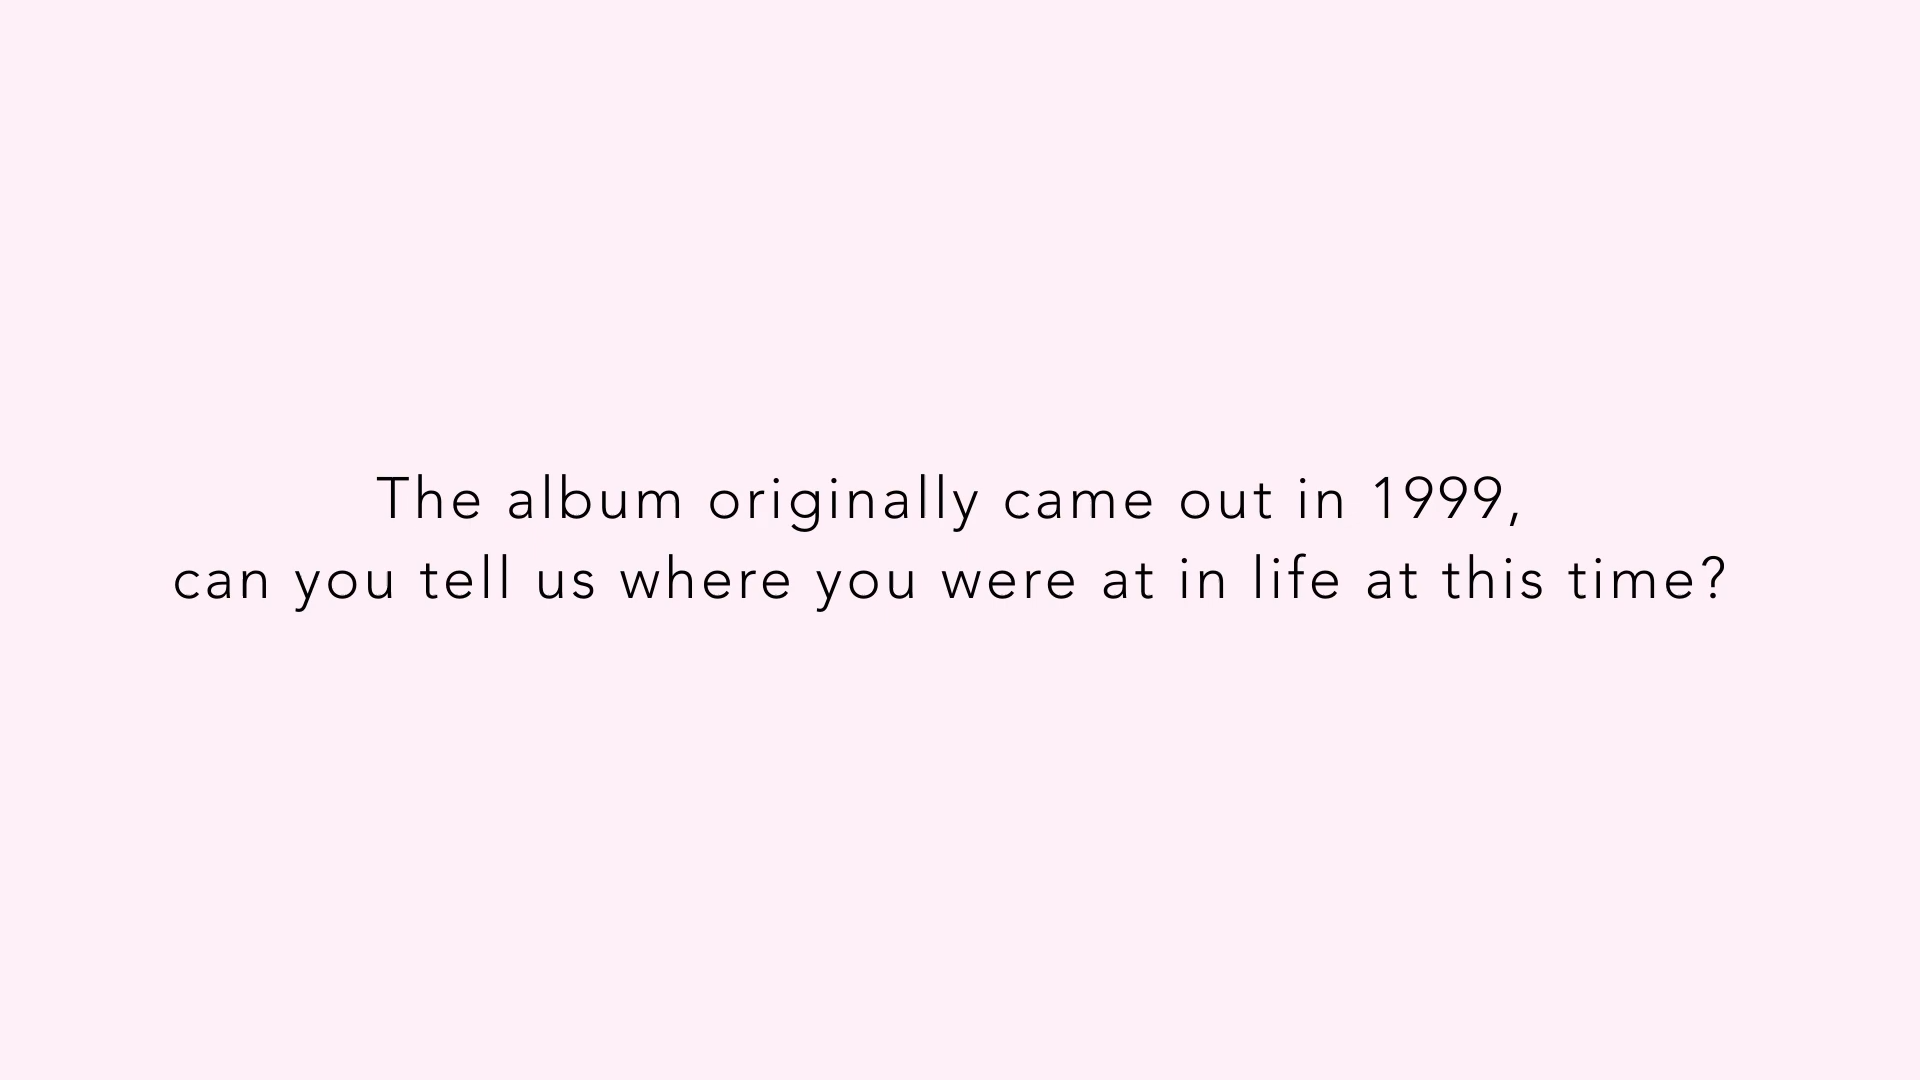 The album originally came out in 1999,
can you tell us where you were at in life at this time?